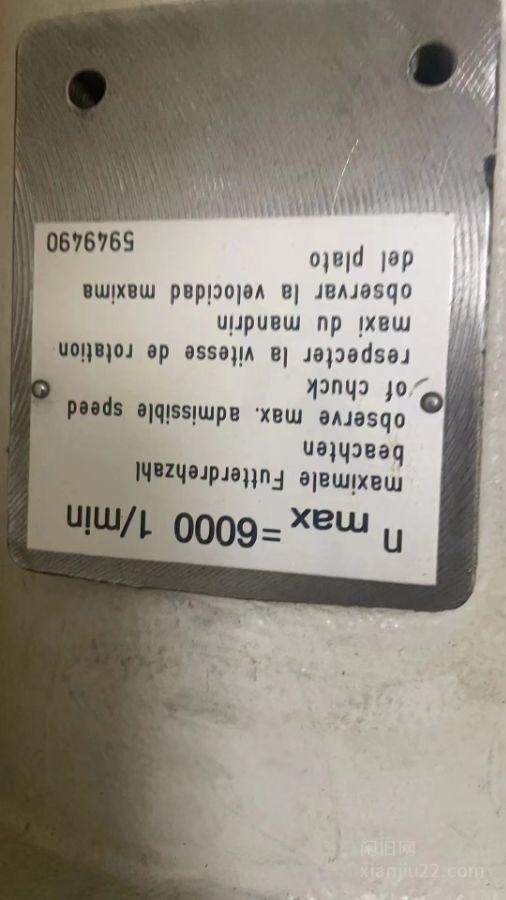 n max = 6000 1/min
maximale Futterdrehzahl
beachten
observe max. admissible speed
of chuck
respecter la vitesse de rotation
maxi du mandrin
observar la velocidad maxima
del plato
5949490
闲旧网
xianjiu22.com